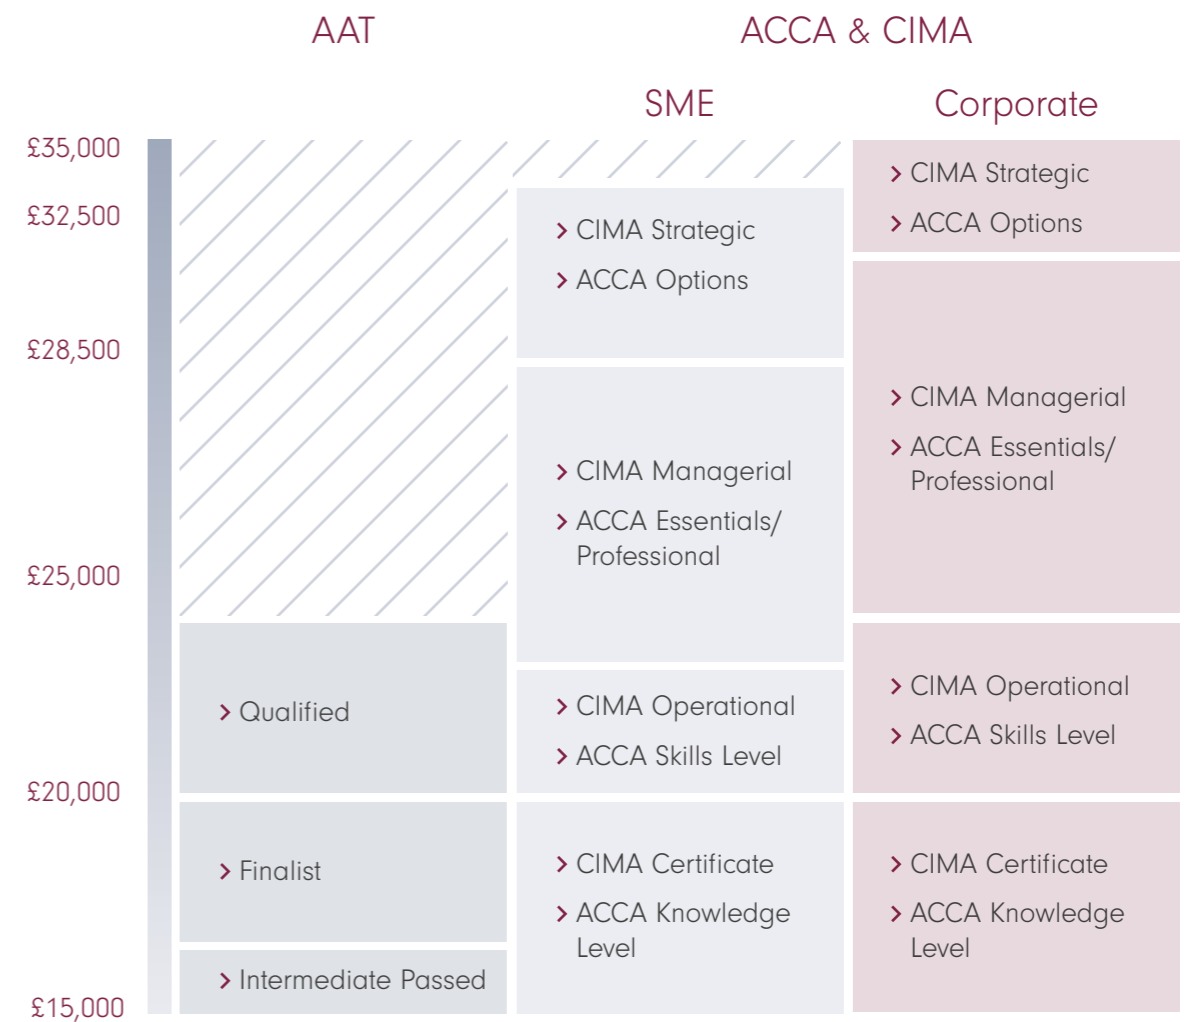 AAT
ACCA & CIMA
SME
Corporate
£35,000
£32,500
£28,500
£25,000
£20,000
£15,000
> Qualified
> Finalist
> Intermediate Passed
> CIMA Strategic
> ACCA Options
> CIMA Managerial
> ACCA Essentials/
Professional
> CIMA Operational
> ACCA Skills Level
> CIMA Certificate
> ACCA Knowledge
Level
> CIMA Strategic
> ACCA Options
> CIMA Managerial
> ACCA Essentials/
Professional
> CIMA Operational
> ACCA Skills Level
> CIMA Certificate
> ACCA Knowledge
Level